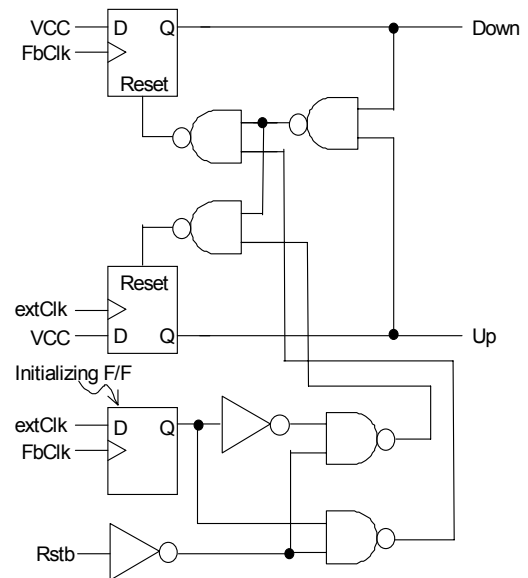 VCC D Q Down
FbClk
Reset
Reset
extClk
VCC D Q Up
Initializing F/F
extClk D Q
FbClk
Rstb